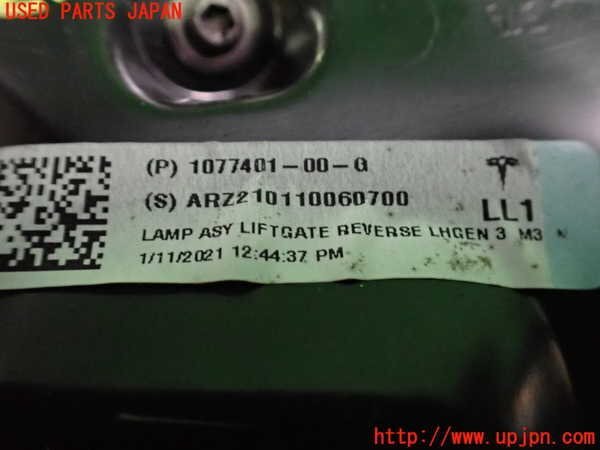 USED PARTS JAPAN
(P) 1077401-00-G
(S) ARZ210110060700
LL1
LAMP ASY LIFTGATE REVERSE LHGEN 3 M3 N
1/11/2021 12:44:37 PM
http://www.upjpn.com/